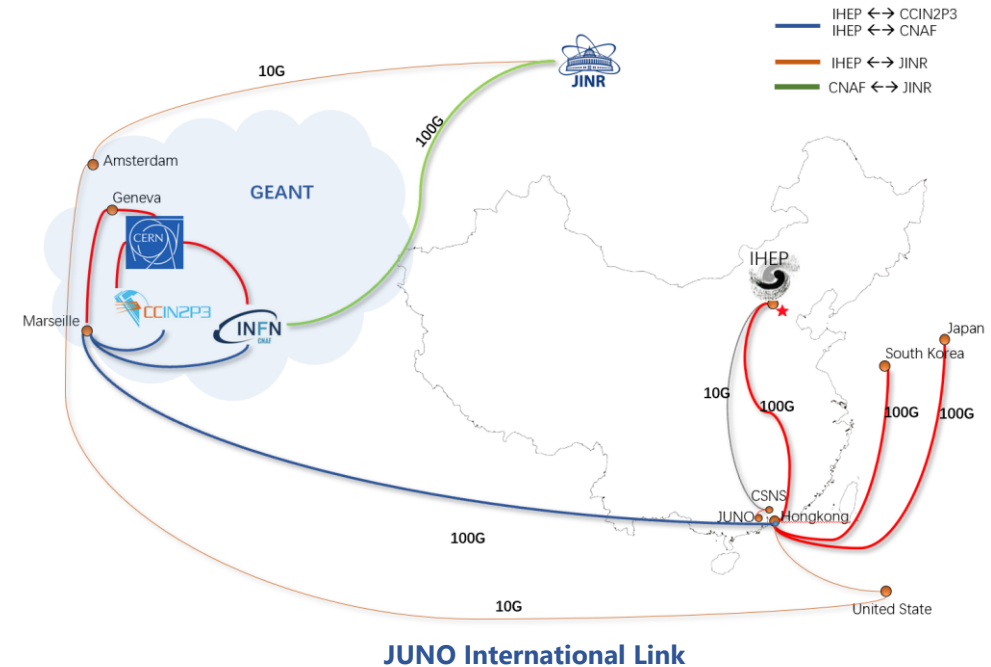 IHEP ←→ CCIN2P3
IHEP ←→ CNAF
IHEP ←→ JINR
CNAF ←→ JINR
JINR
10G
100G
Amsterdam
GEANT
Geneva
CERN
IHEP
CCIN2P3
Marseille
INFN
CNAF
Japan
South Korea
10G
100G
100G
100G
CSNS
JUNO
Hongkong
100G
10G
United State
JUNO International Link